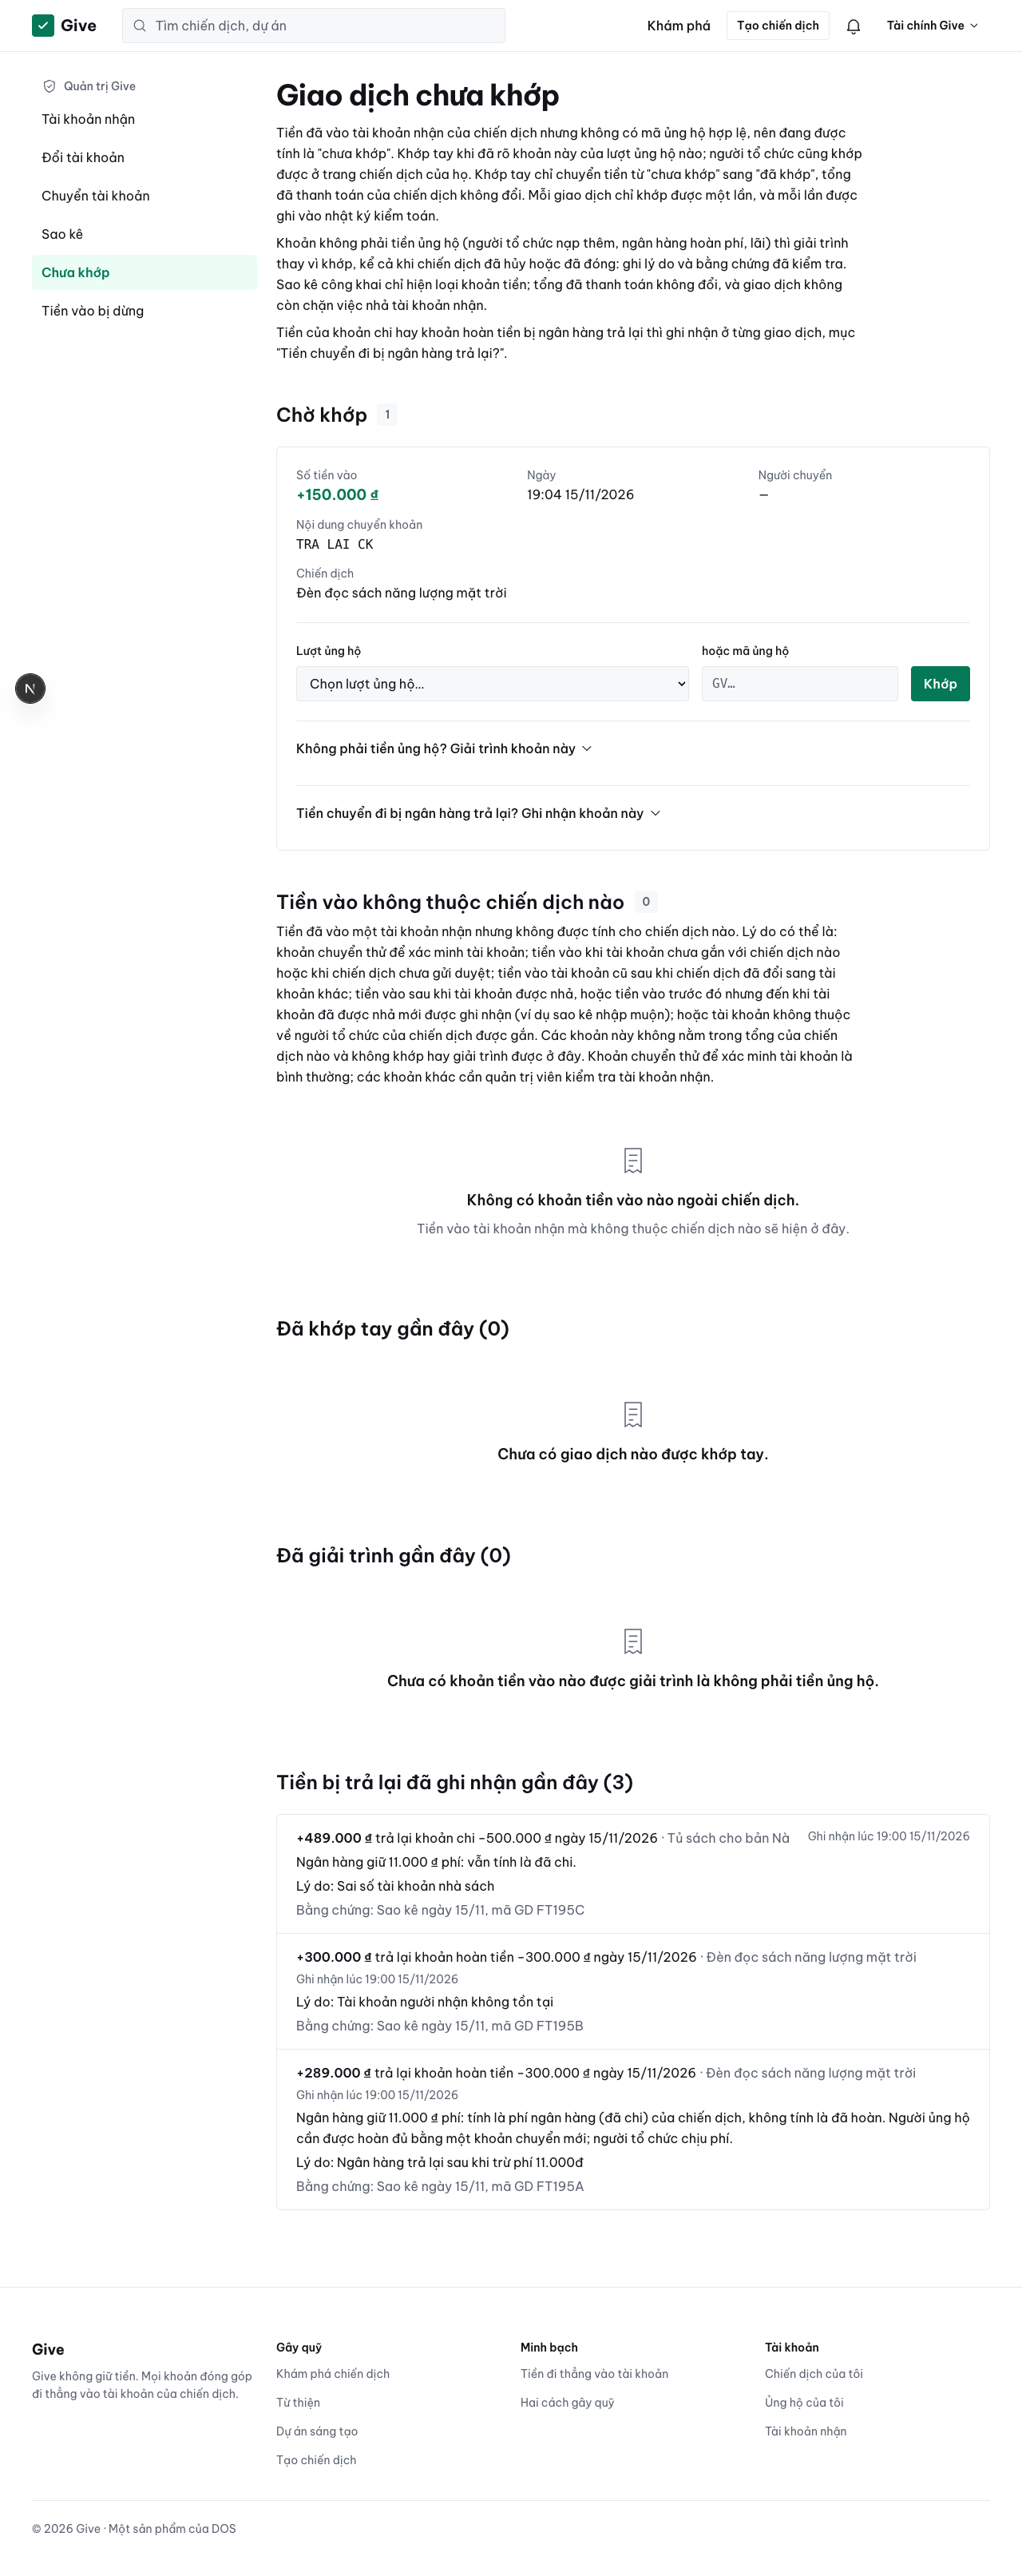 Give
Tìm chiến dịch, dự án
Khám phá
Tạo chiến dịch
Tài chính Give
Quản trị Give
Tài khoản nhận
Đổi tài khoản
Chuyển tài khoản
Sao kê
Chưa khớp
Tiền vào bị dừng
Giao dịch chưa khớp
Tiền đã vào tài khoản nhận của chiến dịch nhưng không có mã ủng hộ hợp lệ, nên đang được
tính là "chưa khớp". Khớp tay khi đã rõ khoản này của lượt ủng hộ nào; người tổ chức cũng khớp
được ở trang chiến dịch của họ. Khớp tay chỉ chuyển tiền từ "chưa khớp" sang "đã khớp", tổng
đã thanh toán của chiến dịch không đổi. Mỗi giao dịch chỉ khớp được một lần, và mỗi lần được
ghi vào nhật ký kiểm toán.
Khoản không phải tiền ủng hộ (người tổ chức nạp thêm, ngân hàng hoàn phí, lãi) thì giải trình
thay vì khớp, kể cả khi chiến dịch đã hủy hoặc đã đóng: ghi lý do và bằng chứng đã kiểm tra.
Sao kê công khai chỉ hiện loại khoản tiền; tổng đã thanh toán không đổi, và giao dịch không
còn chặn việc nhả tài khoản nhận.
Tiền của khoản chi hay khoản hoàn tiền bị ngân hàng trả lại thì ghi nhận ở từng giao dịch, mục
"Tiền chuyển đi bị ngân hàng trả lại?".
Chờ khớp 1
Số tiền vào
+150.000 ₫
Ngày
19:04 15/11/2026
Người chuyển
—
Nội dung chuyển khoản
TRA LAI CK
Chiến dịch
Đèn đọc sách năng lượng mặt trời
Lượt ủng hộ
Chọn lượt ủng hộ…
hoặc mã ủng hộ
GV…
Khớp
Không phải tiền ủng hộ? Giải trình khoản này
Tiền chuyển đi bị ngân hàng trả lại? Ghi nhận khoản này
Tiền vào không thuộc chiến dịch nào 0
Tiền đã vào một tài khoản nhận nhưng không được tính cho chiến dịch nào. Lý do có thể là:
khoản chuyển thử để xác minh tài khoản; tiền vào khi tài khoản chưa gắn với chiến dịch nào
hoặc khi chiến dịch chưa gửi duyệt; tiền vào tài khoản cũ sau khi chiến dịch đã đổi sang tài
khoản khác; tiền vào sau khi tài khoản được nhả, hoặc tiền vào trước đó nhưng đến khi tài
khoản đã được nhả mới được ghi nhận (ví dụ sao kê nhập muộn); hoặc tài khoản không thuộc
về người tổ chức của chiến dịch được gắn. Các khoản này không nằm trong tổng của chiến
dịch nào và không khớp hay giải trình được ở đây. Khoản chuyển thử để xác minh tài khoản là
bình thường; các khoản khác cần quản trị viên kiểm tra tài khoản nhận.
Không có khoản tiền vào nào ngoài chiến dịch.
Tiền vào tài khoản nhận mà không thuộc chiến dịch nào sẽ hiện ở đây.
Đã khớp tay gần đây (0)
Chưa có giao dịch nào được khớp tay.
Đã giải trình gần đây (0)
Chưa có khoản tiền vào nào được giải trình là không phải tiền ủng hộ.
Tiền bị trả lại đã ghi nhận gần đây (3)
+489.000 ₫ trả lại khoản chi -500.000 ₫ ngày 15/11/2026 · Tủ sách cho bản Nà
Ghi nhận lúc 19:00 15/11/2026
Ngân hàng giữ 11.000 ₫ phí: vẫn tính là đã chi.
Lý do: Sai số tài khoản nhà sách
Bằng chứng: Sao kê ngày 15/11, mã GD FT195C
+300.000 ₫ trả lại khoản hoàn tiền -300.000 ₫ ngày 15/11/2026 · Đèn đọc sách năng lượng mặt trời
Ghi nhận lúc 19:00 15/11/2026
Lý do: Tài khoản người nhận không tồn tại
Bằng chứng: Sao kê ngày 15/11, mã GD FT195B
+289.000 ₫ trả lại khoản hoàn tiền -300.000 ₫ ngày 15/11/2026 · Đèn đọc sách năng lượng mặt trời
Ghi nhận lúc 19:00 15/11/2026
Ngân hàng giữ 11.000 ₫ phí: tính là phí ngân hàng (đã chi) của chiến dịch, không tính là đã hoàn. Người ủng hộ
cần được hoàn đủ bằng một khoản chuyển mới; người tổ chức chịu phí.
Lý do: Ngân hàng trả lại sau khi trừ phí 11.000đ
Bằng chứng: Sao kê ngày 15/11, mã GD FT195A
Give
Give không giữ tiền. Mọi khoản đóng góp
đi thẳng vào tài khoản của chiến dịch.
Gây quỹ
Khám phá chiến dịch
Từ thiện
Dự án sáng tạo
Tạo chiến dịch
Minh bạch
Tiền đi thẳng vào tài khoản
Hai cách gây quỹ
Tài khoản
Chiến dịch của tôi
Ủng hộ của tôi
Tài khoản nhận
© 2026 Give · Một sản phẩm của DOS